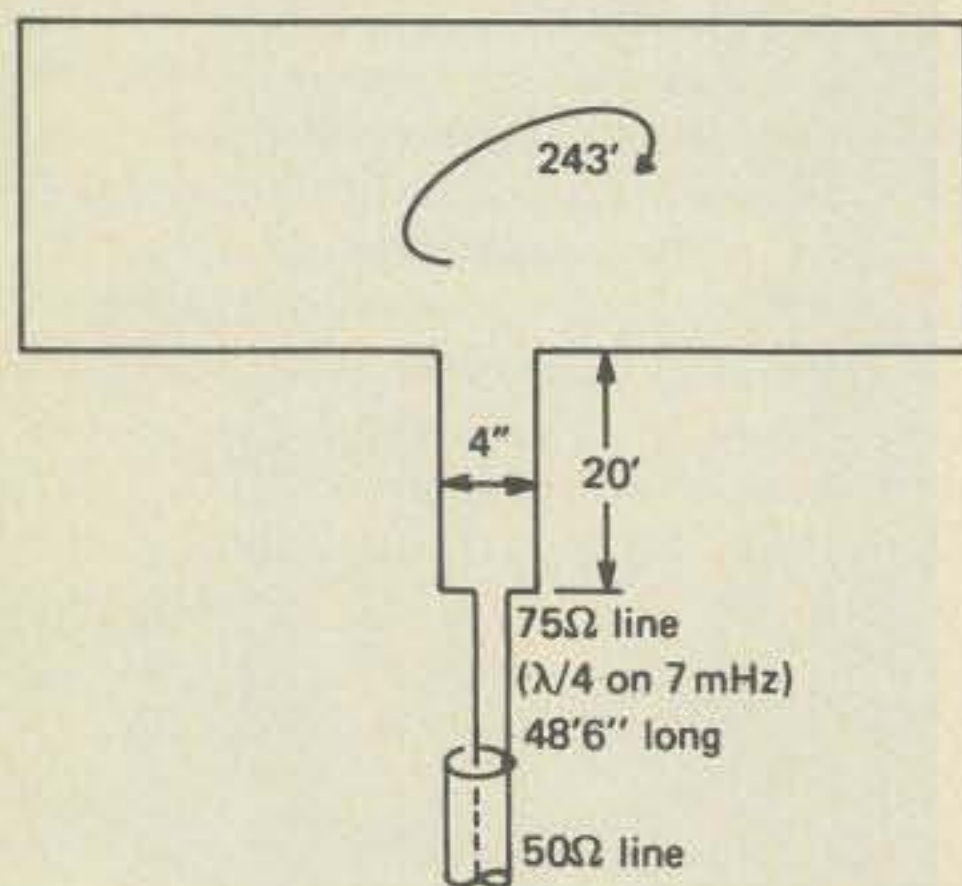 243′
4″
20′
75Ω line
(λ/4 on 7 mHz)
48′6′′ long
50Ω line